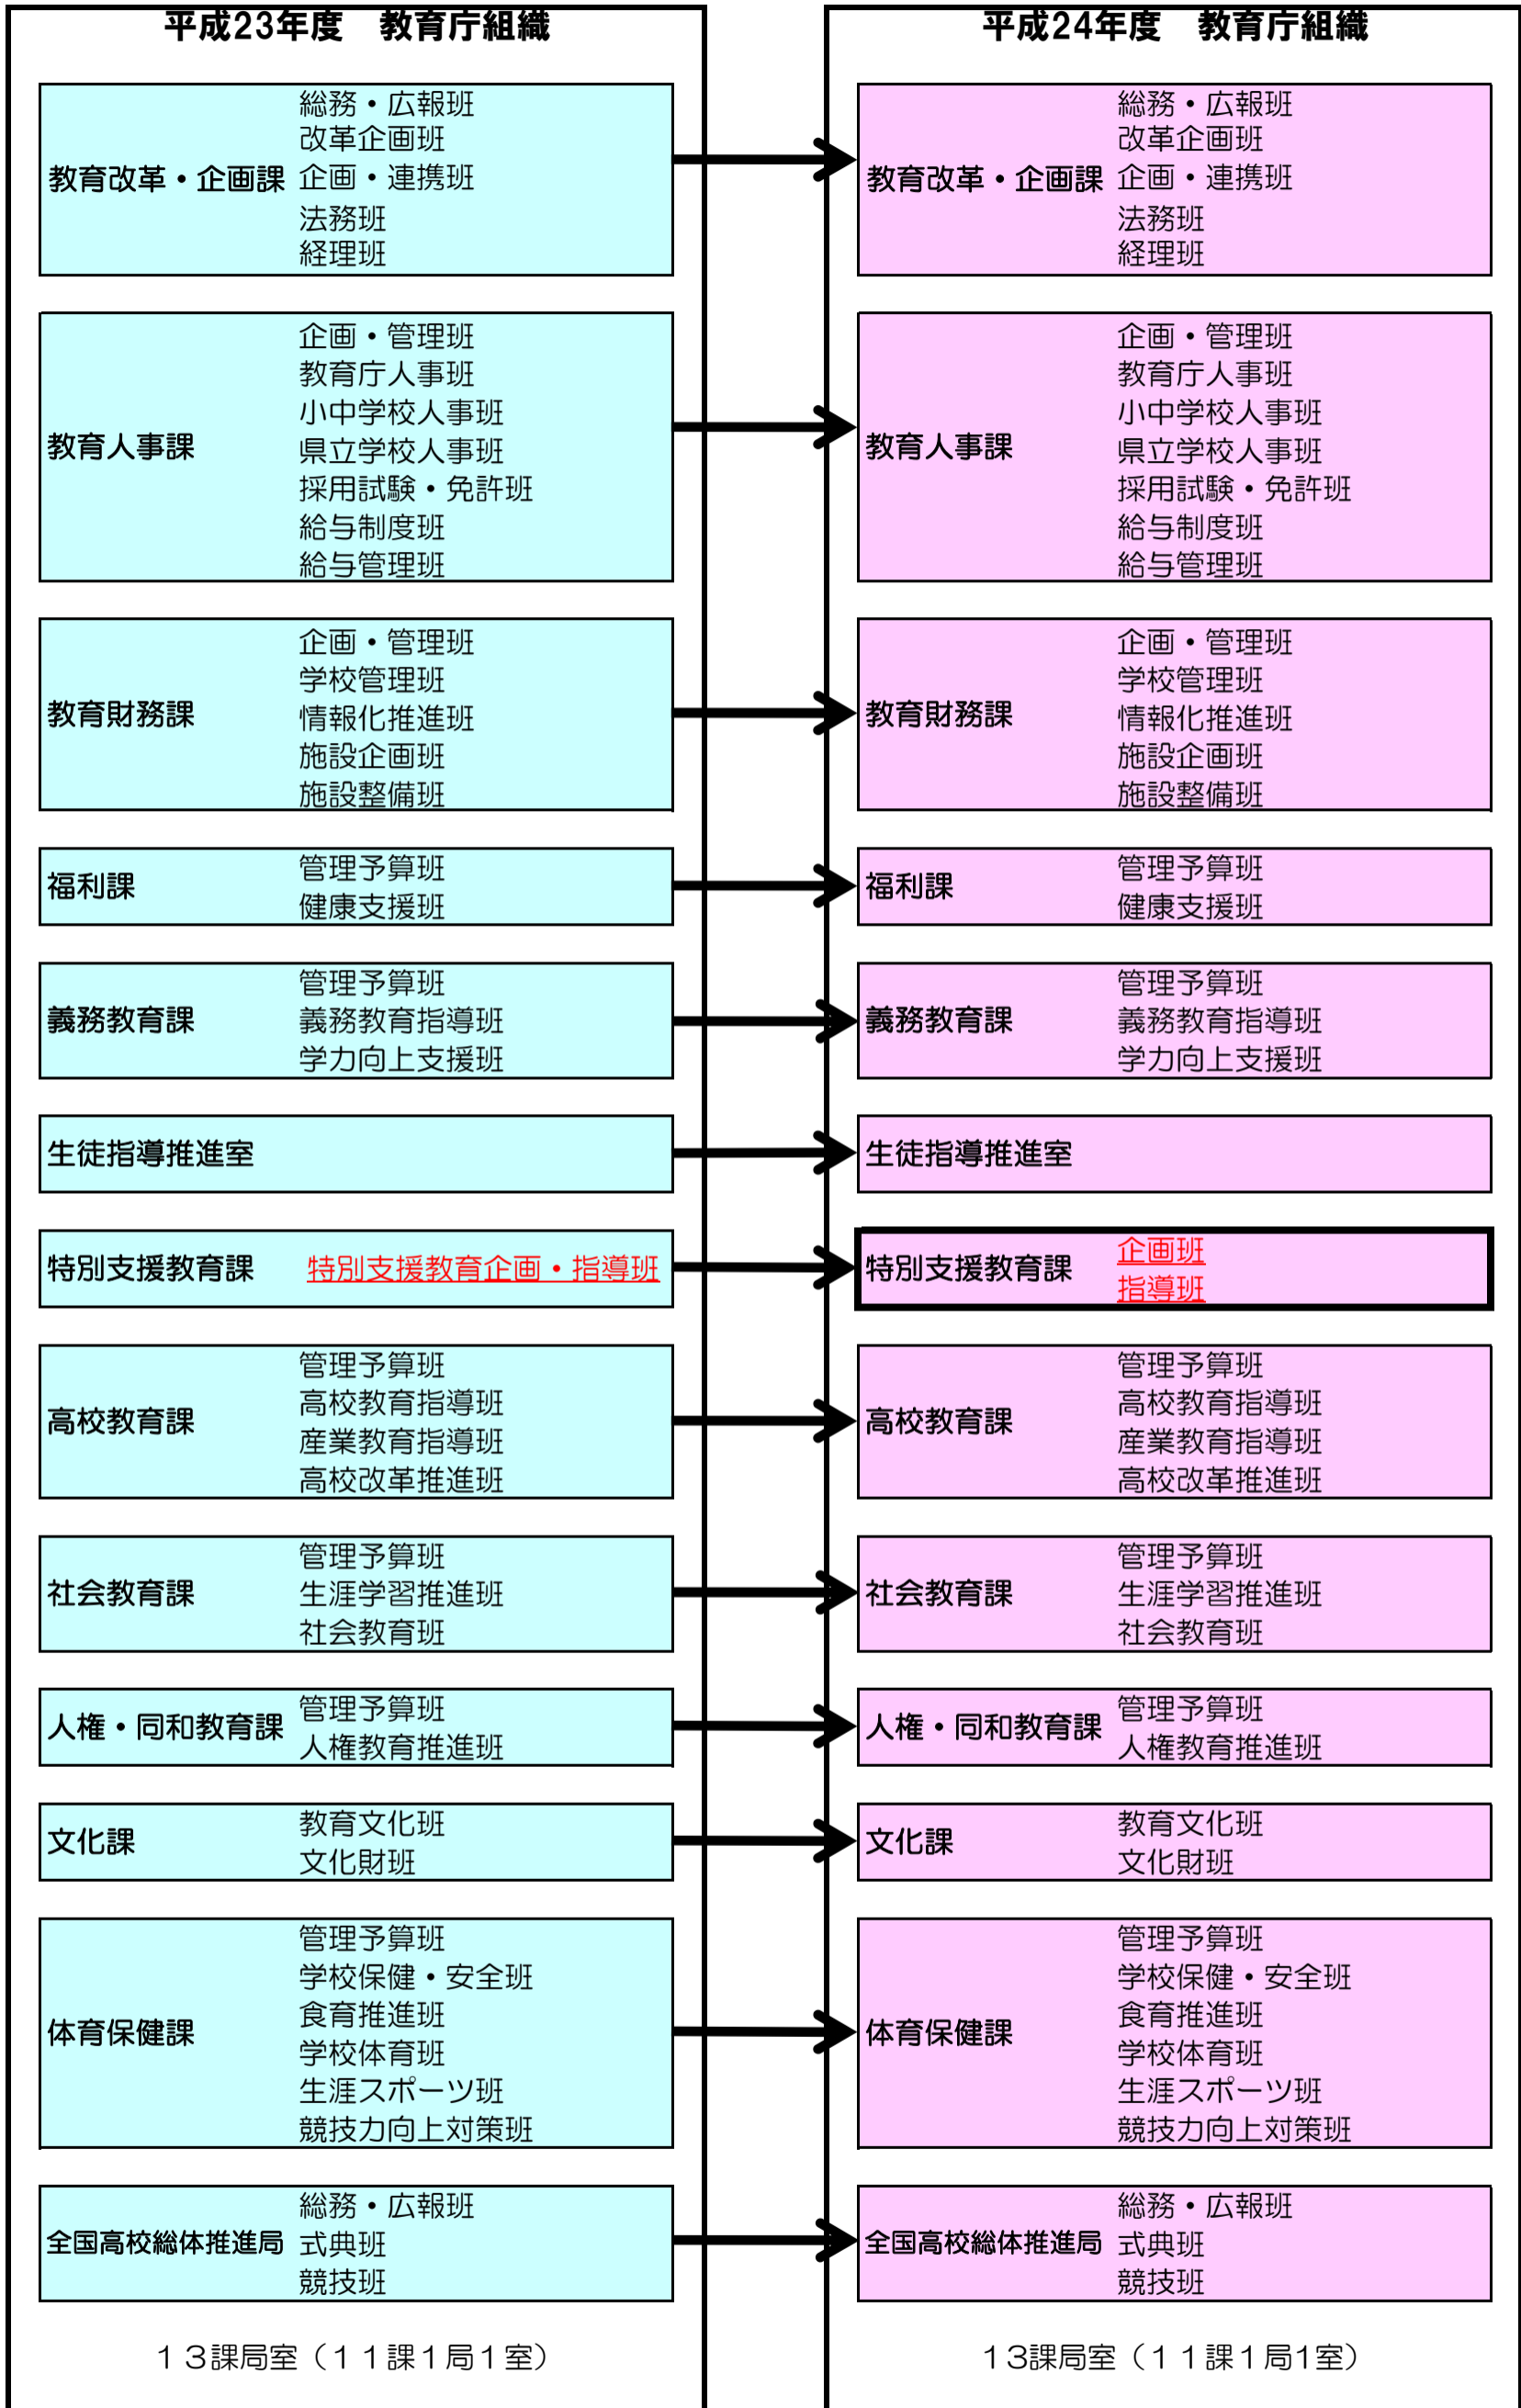 平成23年度　教育庁組織
教育改革・企画課
総務・広報班
改革企画班
企画・連携班
法務班
経理班
教育人事課
企画・管理班
教育庁人事班
小中学校人事班
県立学校人事班
採用試験・免許班
給与制度班
給与管理班
教育財務課
企画・管理班
学校管理班
情報化推進班
施設企画班
施設整備班
福利課
管理予算班
健康支援班
義務教育課
管理予算班
義務教育指導班
学力向上支援班
生徒指導推進室
特別支援教育課
特別支援教育企画・指導班
高校教育課
管理予算班
高校教育指導班
産業教育指導班
高校改革推進班
社会教育課
管理予算班
生涯学習推進班
社会教育班
人権・同和教育課
管理予算班
人権教育推進班
文化課
教育文化班
文化財班
体育保健課
管理予算班
学校保健・安全班
食育推進班
学校体育班
生涯スポーツ班
競技力向上対策班
全国高校総体推進局
総務・広報班
式典班
競技班
１３課局室（１１課１局１室）
平成24年度　教育庁組織
教育改革・企画課
総務・広報班
改革企画班
企画・連携班
法務班
経理班
教育人事課
企画・管理班
教育庁人事班
小中学校人事班
県立学校人事班
採用試験・免許班
給与制度班
給与管理班
教育財務課
企画・管理班
学校管理班
情報化推進班
施設企画班
施設整備班
福利課
管理予算班
健康支援班
義務教育課
管理予算班
義務教育指導班
学力向上支援班
生徒指導推進室
特別支援教育課
企画班
指導班
高校教育課
管理予算班
高校教育指導班
産業教育指導班
高校改革推進班
社会教育課
管理予算班
生涯学習推進班
社会教育班
人権・同和教育課
管理予算班
人権教育推進班
文化課
教育文化班
文化財班
体育保健課
管理予算班
学校保健・安全班
食育推進班
学校体育班
生涯スポーツ班
競技力向上対策班
全国高校総体推進局
総務・広報班
式典班
競技班
１３課局室（１１課１局1室）